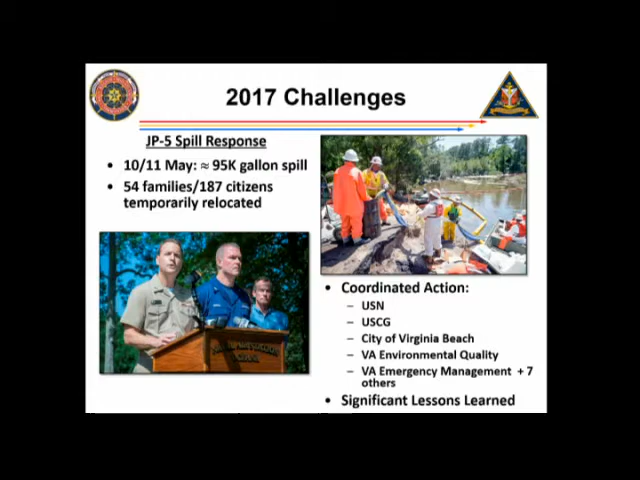 2017 Challenges
JP-5 Spill Response
• 10/11 May: ≈ 95K gallon spill
• 54 families/187 citizens
temporarily relocated
• Coordinated Action:
– USN
– USCG
– City of Virginia Beach
– VA Environmental Quality
– VA Emergency Management + 7
others
• Significant Lessons Learned